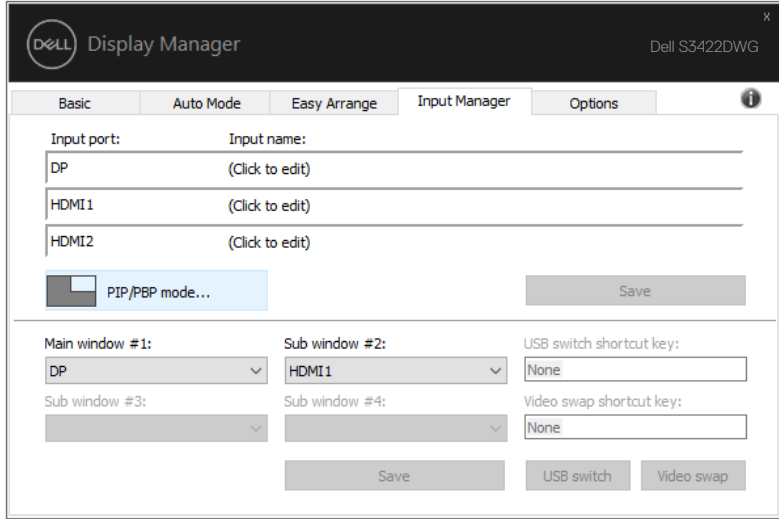 x
DELL Display Manager
Dell S3422DWG
Basic Auto Mode Easy Arrange Input Manager Options i
Input port: Input name:
DP (Click to edit)
HDMI1 (Click to edit)
HDMI2 (Click to edit)
PIP/PBP mode... Save
Main window #1: Sub window #2: USB switch shortcut key:
DP HDMI1 None
Sub window #3: Sub window #4: Video swap shortcut key:
None
Save USB switch Video swap